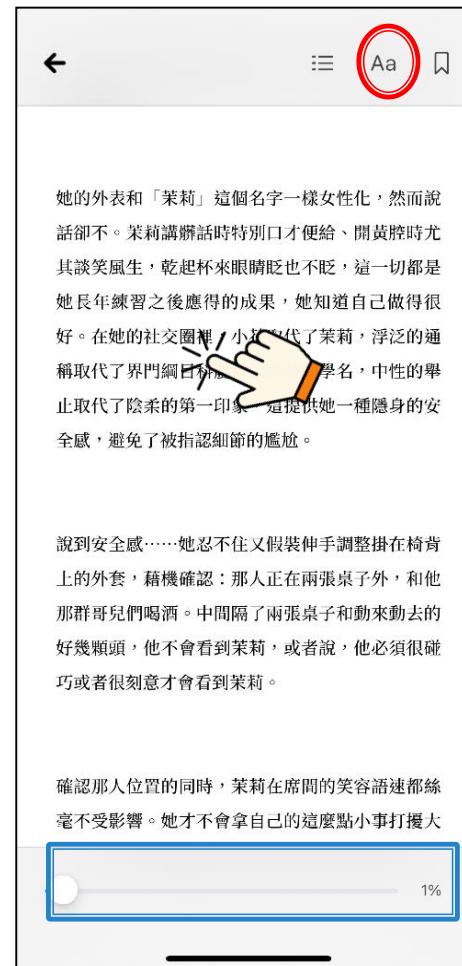 Aa
她的外表和「茉莉」這個名字一樣女性化,然而說
話卻不。茉莉講髒話時特別口才便給、開黃腔時尤
其談笑風生,乾起杯來眼睛眨也不眨,這一切都是
她長年練習之後應得的成果,她知道自己做得很
好。在她的社交圈裡,小 代了茉莉,浮泛的通
稱取代了界門綱目科 學名,中性的舉
止取代了陰柔的第一印象,這提供她一種隱身的安
全感,避免了被指認細節的尷尬。
說到安全感⋯⋯她忍不住又假裝伸手調整掛在椅背
上的外套,藉機確認:那人正在兩張桌子外,和他
那群哥兒們喝酒。中間隔了兩張桌子和動來動去的
好幾顆頭,他不會看到茉莉,或者說,他必須很碰
巧或者很刻意才會看到茉莉。
確認那人位置的同時,茉莉在席間的笑容語速都絲
毫不受影響。她才不會拿自己的這麼點小事打擾大
1%